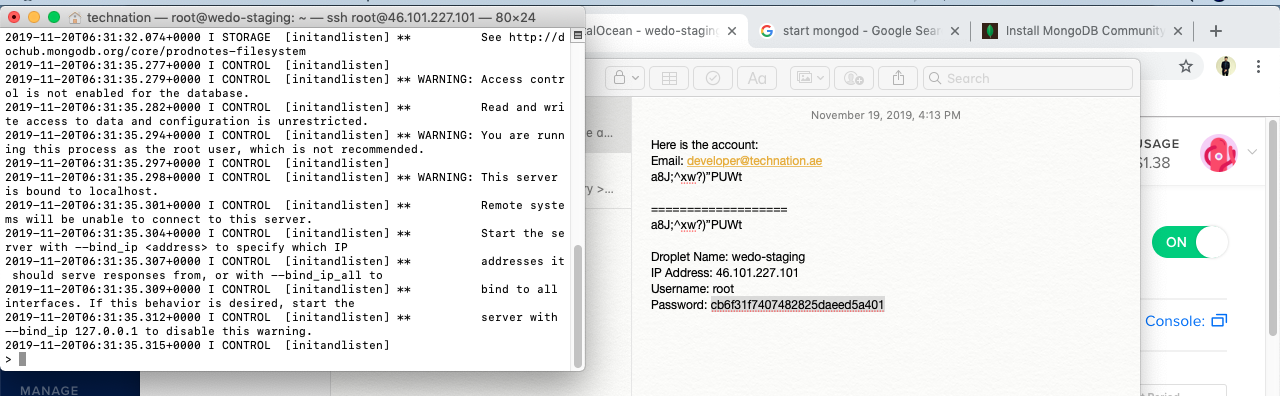 technation — root@wedo-staging: ~ — ssh root@46.101.227.101 — 80×24
2019-11-20T06:31:32.074+0000 I STORAGE  [initandlisten] **          See http://d
ochub.mongodb.org/core/prodnotes-filesystem
2019-11-20T06:31:35.277+0000 I CONTROL  [initandlisten]
2019-11-20T06:31:35.279+0000 I CONTROL  [initandlisten] ** WARNING: Access contr
ol is not enabled for the database.
2019-11-20T06:31:35.282+0000 I CONTROL  [initandlisten] **          Read and wri
te access to data and configuration is unrestricted.
2019-11-20T06:31:35.294+0000 I CONTROL  [initandlisten] ** WARNING: You are runn
ing this process as the root user, which is not recommended.
2019-11-20T06:31:35.297+0000 I CONTROL  [initandlisten]
2019-11-20T06:31:35.298+0000 I CONTROL  [initandlisten] ** WARNING: This server
is bound to localhost.
2019-11-20T06:31:35.301+0000 I CONTROL  [initandlisten] **          Remote syste
ms will be unable to connect to this server.
2019-11-20T06:31:35.304+0000 I CONTROL  [initandlisten] **          Start the se
rver with --bind_ip <address> to specify which IP
2019-11-20T06:31:35.307+0000 I CONTROL  [initandlisten] **          addresses it
 should serve responses from, or with --bind_ip_all to
2019-11-20T06:31:35.309+0000 I CONTROL  [initandlisten] **          bind to all
interfaces. If this behavior is desired, start the
2019-11-20T06:31:35.312+0000 I CONTROL  [initandlisten] **          server with
--bind_ip 127.0.0.1 to disable this warning.
2019-11-20T06:31:35.315+0000 I CONTROL  [initandlisten]
>
MANAGE
alOcean - wedo-staging
start mongod - Google Sear
Install MongoDB Community
Aa
Search
e a...
ry >...
November 19, 2019, 4:13 PM
Here is the account:
Email: developer@technation.ae
a8J;^xw?)"PUWt
===================
a8J;^xw?)"PUWt
Droplet Name: wedo-staging
IP Address: 46.101.227.101
Username: root
Password: cb6f31f7407482825daeed5a401
USAGE
$1.38
ON
Console: